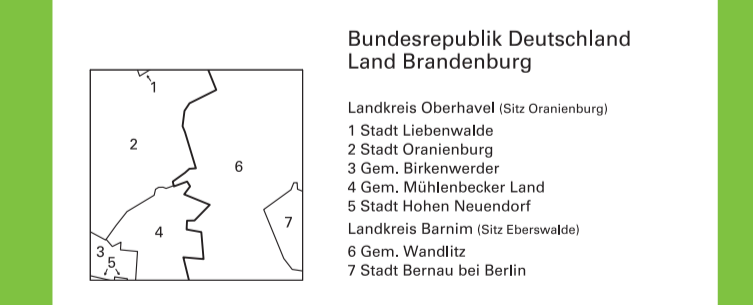 Bundesrepublik Deutschland
Land Brandenburg
Landkreis Oberhavel (Sitz Oranienburg)
1 Stadt Liebenwalde
2 Stadt Oranienburg
3 Gem. Birkenwerder
4 Gem. Mühlenbecker Land
5 Stadt Hohen Neuendorf
Landkreis Barnim (Sitz Eberswalde)
6 Gem. Wandlitz
7 Stadt Bernau bei Berlin
1
2
6
7
4
3
5